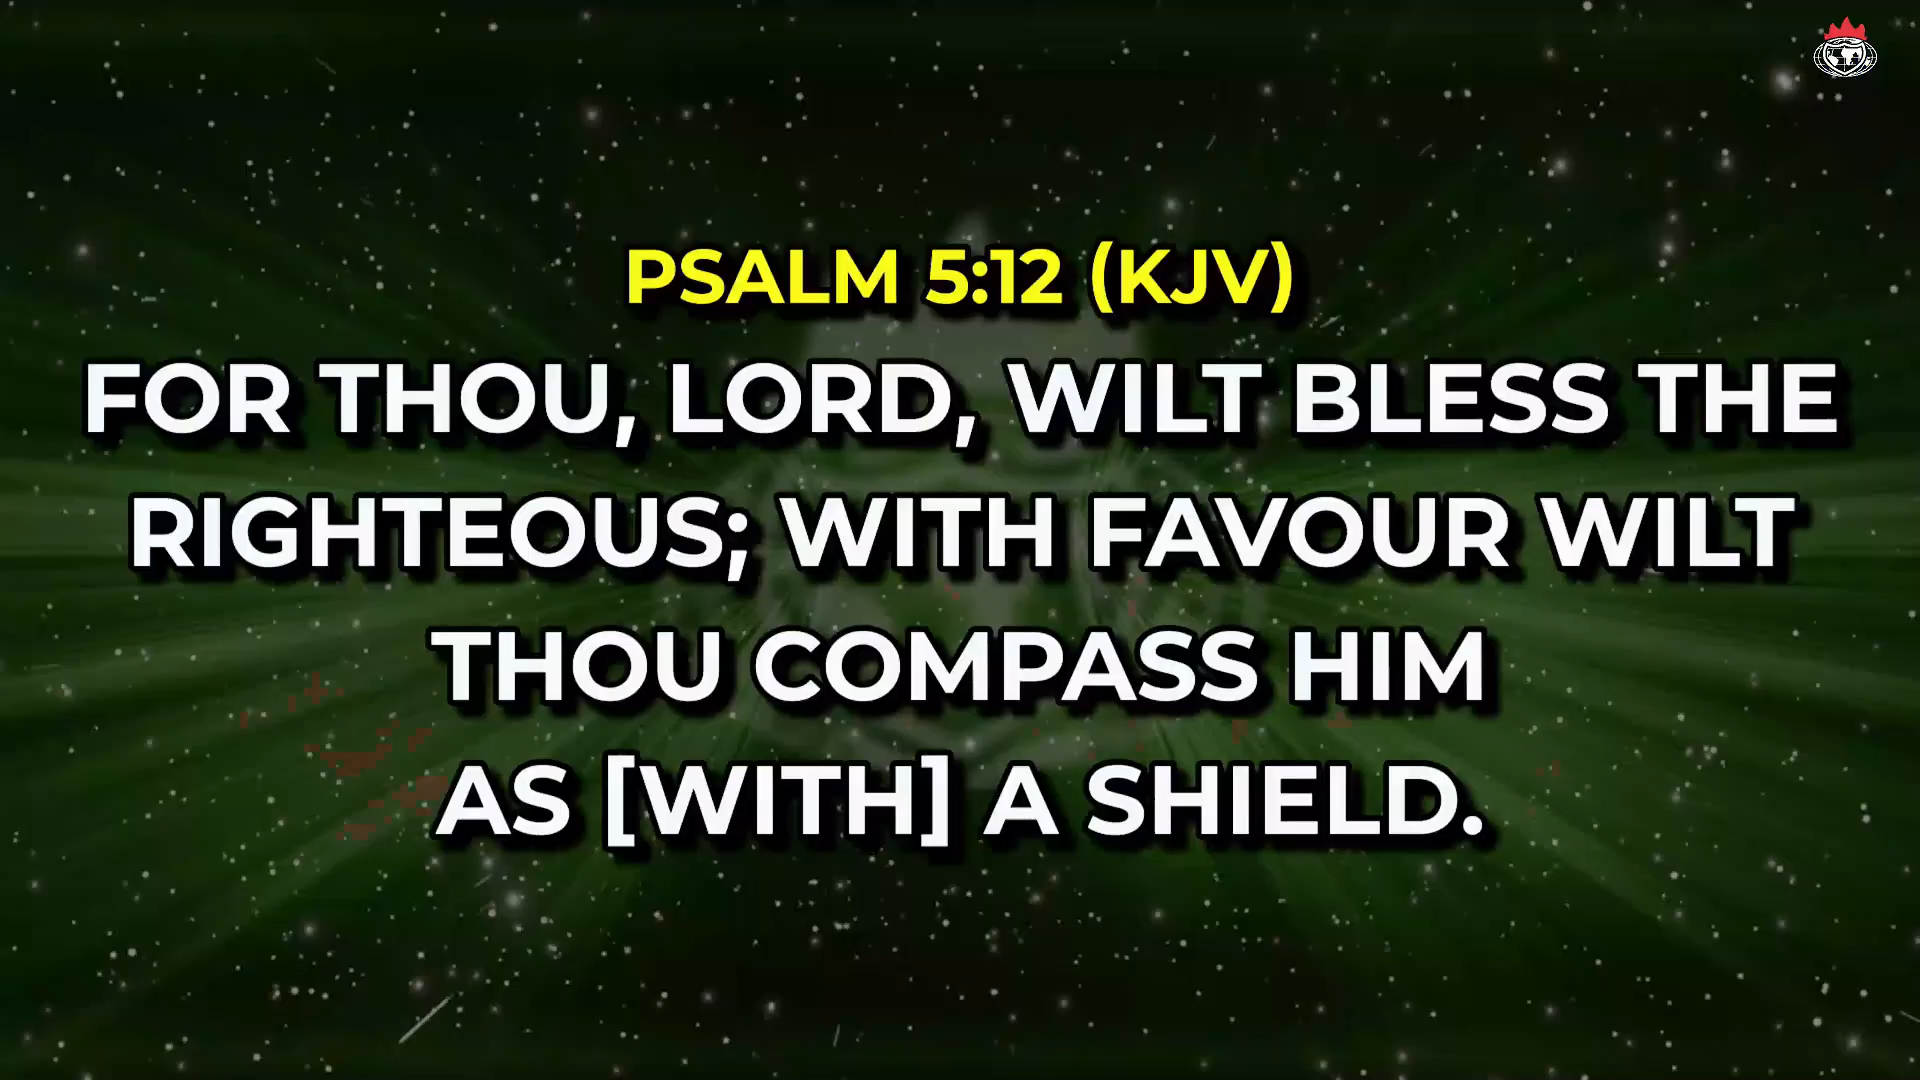 PSALM 5:12 (KJV)
FOR THOU, LORD, WILT BLESS THE
RIGHTEOUS; WITH FAVOUR WILT
THOU COMPASS HIM
AS [WITH] A SHIELD.